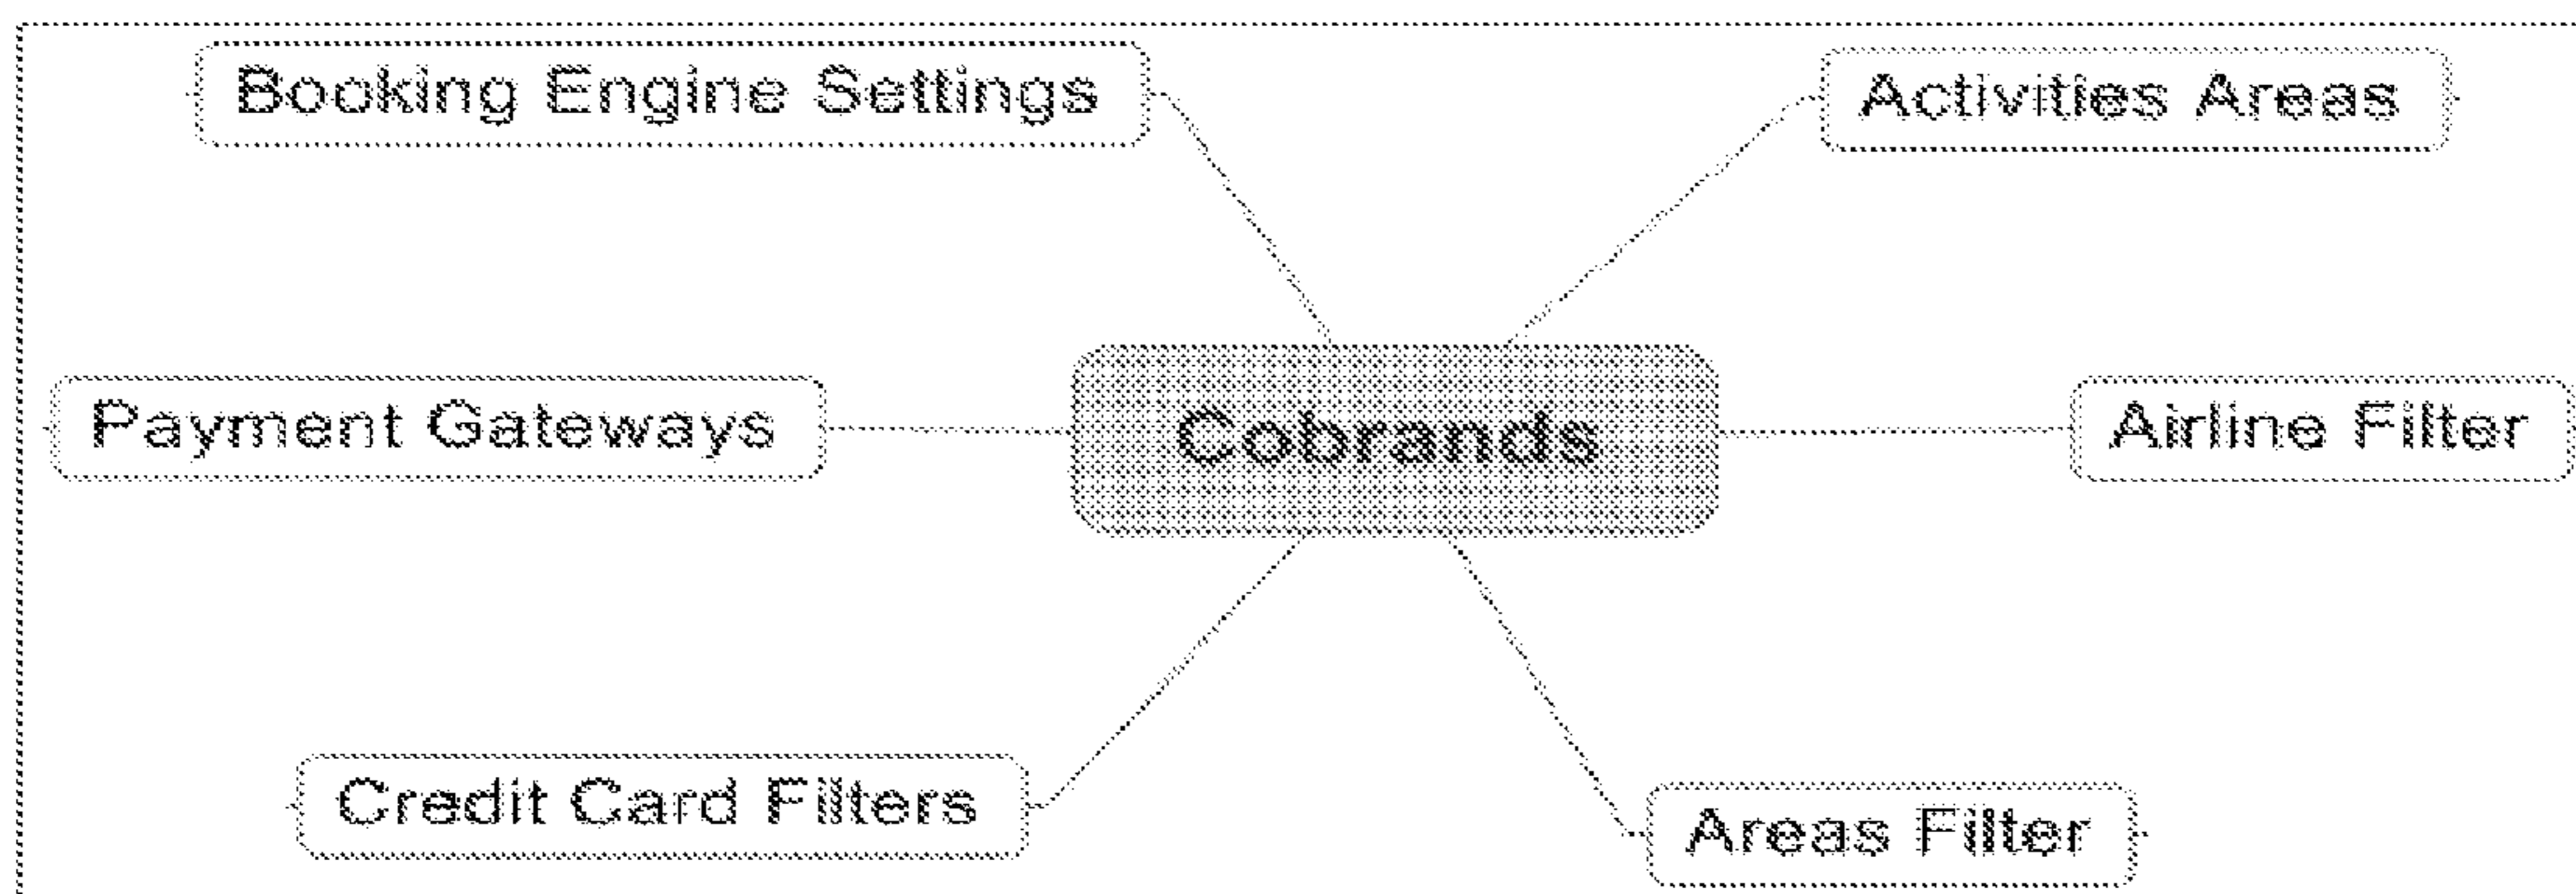 Booking Engine Settings
Activities Areas
Payment Gateways
Cobrands
Airline Filter
Credit Card Filters
Areas Filter